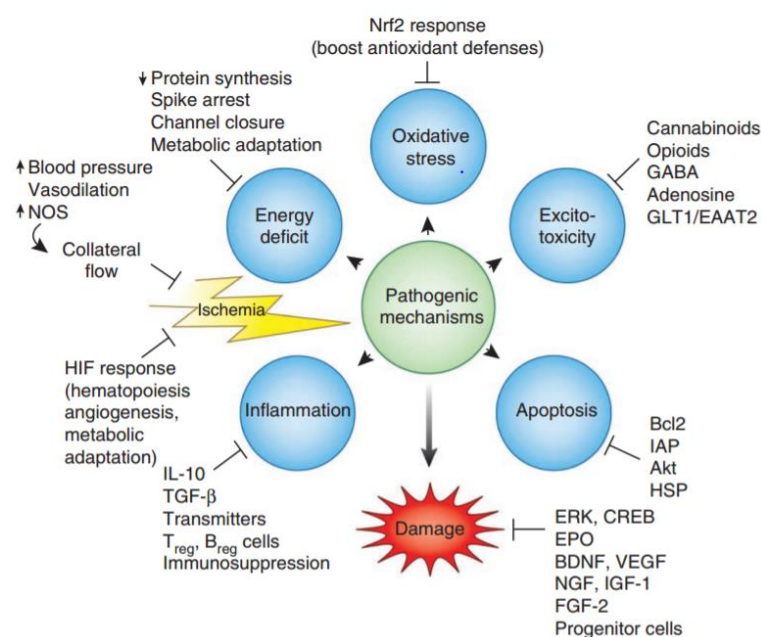 Nrf2 response
(boost antioxidant defenses)
Protein synthesis
Spike arrest
Channel closure
Metabolic adaptation
Oxidative
stress
Cannabinoids
Opioids
GABA
Adenosine
GLT1/EAAT2
Blood pressure
Vasodilation
NOS
Energy
deficit
Excito-
toxicity
Collateral
flow
Ischemia
Pathogenic
mechanisms
HIF response
(hematopoiesis
angiogenesis,
metabolic
adaptation)
Inflammation
Apoptosis
Bcl2
IAP
Akt
HSP
IL-10
TGF-β
Transmitters
Treg, Breg cells
Immunosuppression
Damage
ERK, CREB
EPO
BDNF, VEGF
NGF, IGF-1
FGF-2
Progenitor cells